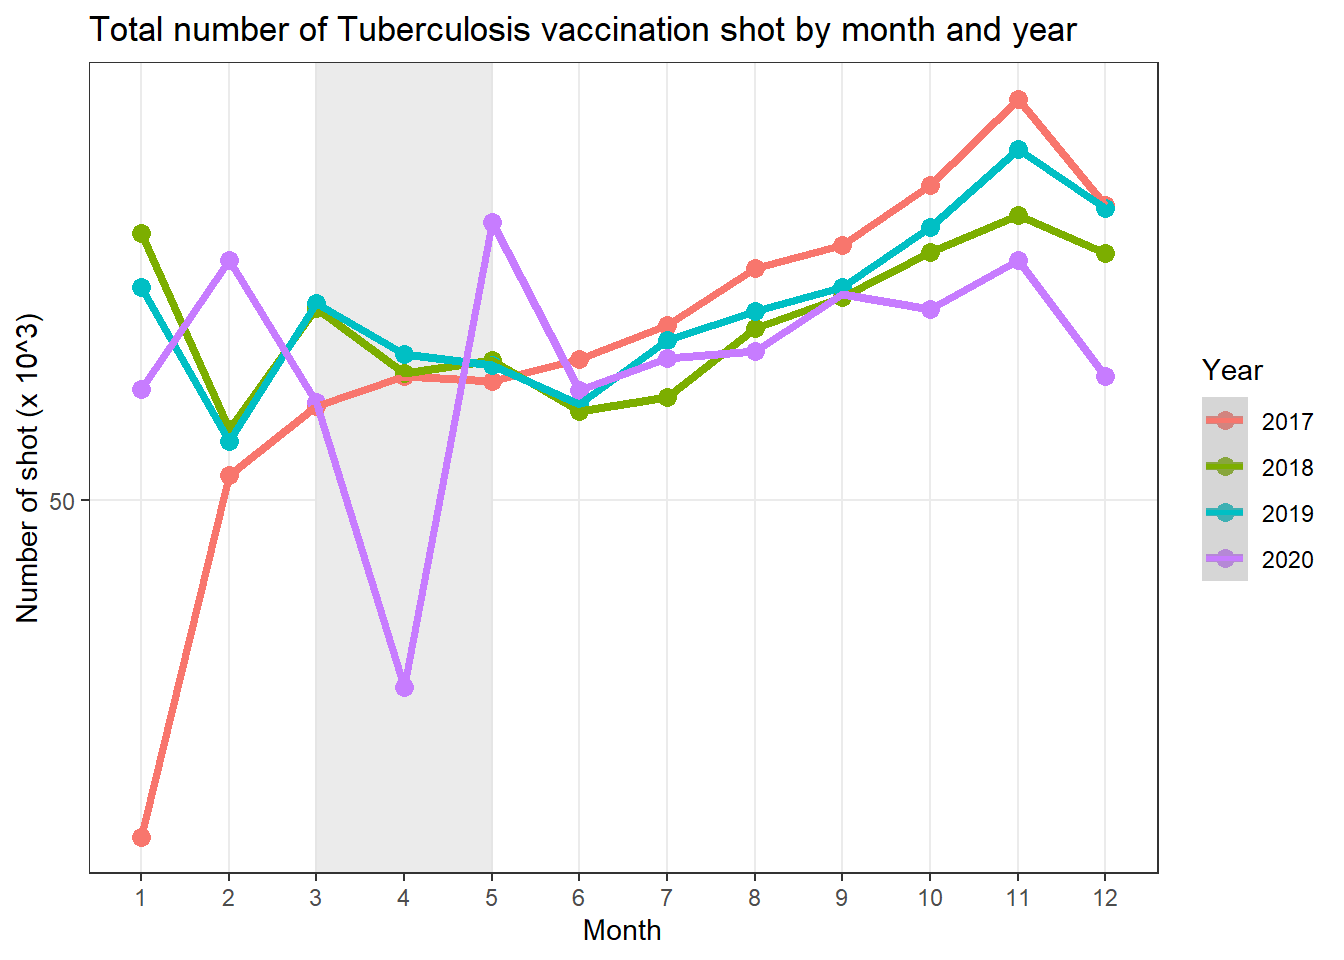 Total number of Tuberculosis vaccination shot by month and year
Number of shot (x 10^3)
50
1 2 3 4 5 6 7 8 9 10 11 12
Month
Year
2017
2018
2019
2020